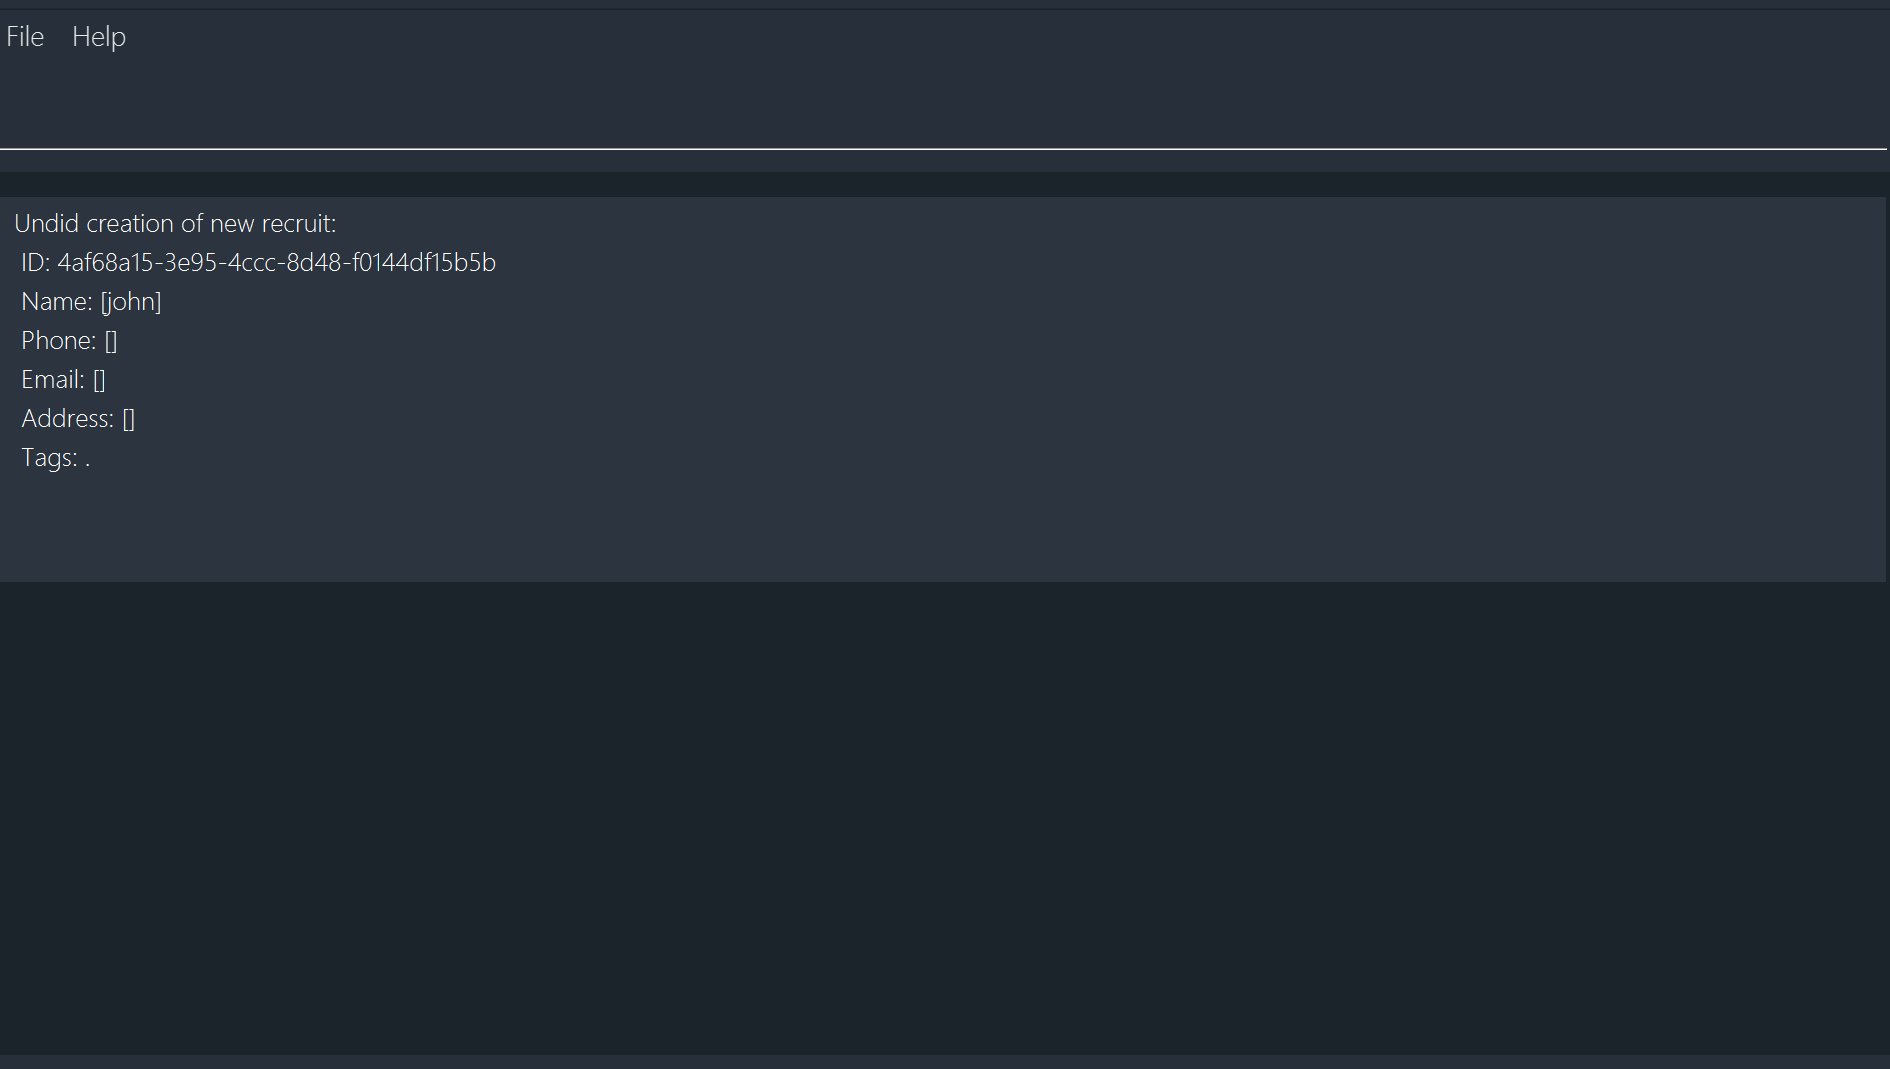 File Help
Undid creation of new recruit:
ID: 4af68a15-3e95-4ccc-8d48-f0144df15b5b
Name: [john]
Phone: []
Email: []
Address: []
Tags: .